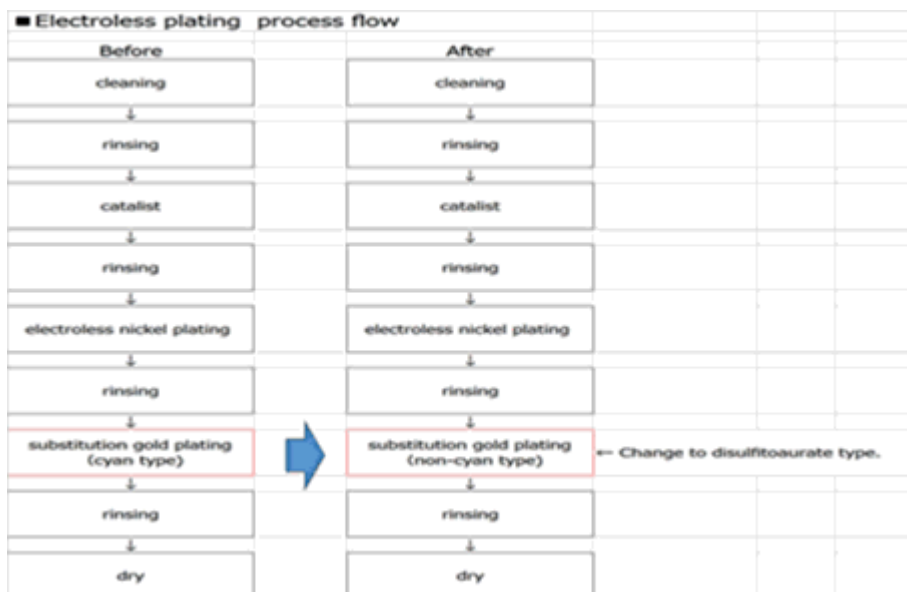 ■ Electroless plating process flow
Before
cleaning
↓
rinsing
↓
catalist
↓
rinsing
↓
electroless nickel plating
↓
rinsing
↓
substitution gold plating
(cyan type)
↓
rinsing
↓
dry
After
cleaning
rinsing
catalist
rinsing
electroless nickel plating
rinsing
↓
substitution gold plating
(non-cyan type)
← Change to disulfitoaurate type.
↓
rinsing
↓
dry